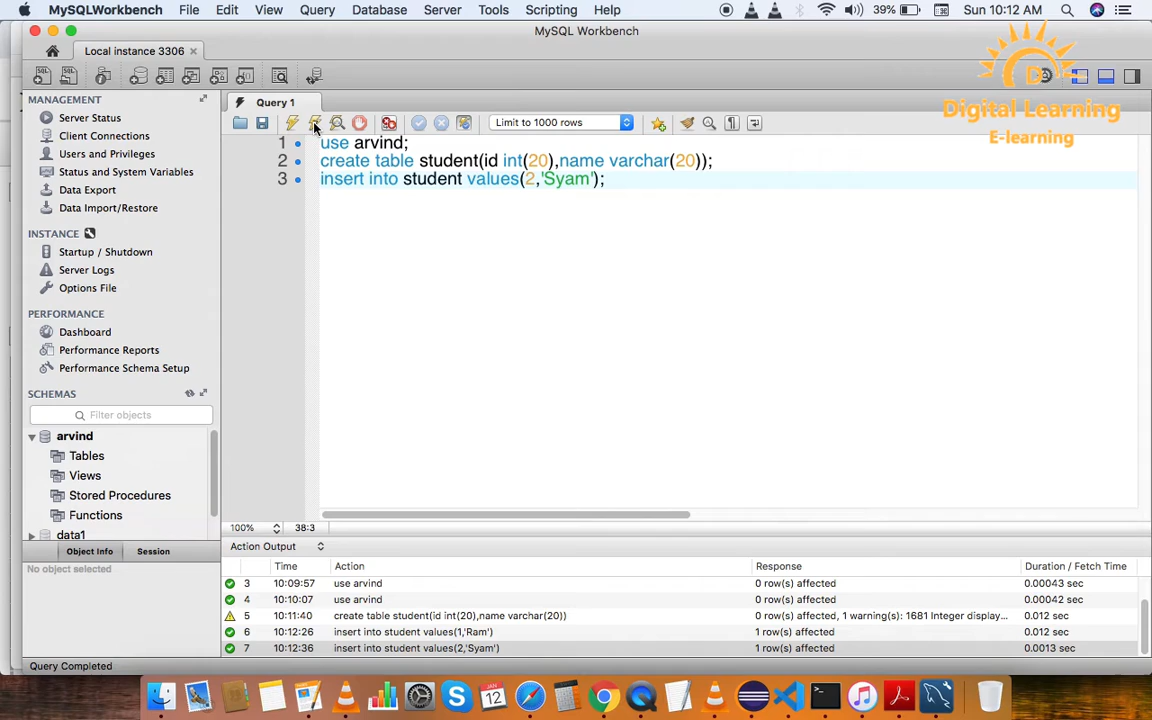 MySQLWorkbench File Edit View Query Database Server Tools Scripting Help 39% Sun 10:12 AM
MySQL Workbench
Local instance 3306
Digital Learning
E-learning
MANAGEMENT
Server Status
Client Connections
Users and Privileges
Status and System Variables
Data Export
Data Import/Restore
INSTANCE
Startup / Shutdown
Server Logs
Options File
PERFORMANCE
Dashboard
Performance Reports
Performance Schema Setup
SCHEMAS
Filter objects
arvind
Tables
Views
Stored Procedures
Functions
data1
Object Info Session
No object selected
Query 1
Limit to 1000 rows
1 use arvind;
2 create table student(id int(20),name varchar(20));
3 insert into student values(2,'Syam');
100% 38:3
Action Output
Time Action Response Duration / Fetch Time
3 10:09:57 use arvind 0 row(s) affected 0.00043 sec
4 10:10:07 use arvind 0 row(s) affected 0.00042 sec
5 10:11:40 create table student(id int(20),name varchar(20)) 0 row(s) affected, 1 warning(s): 1681 Integer display... 0.012 sec
6 10:12:26 insert into student values(1,'Ram') 1 row(s) affected 0.012 sec
7 10:12:36 insert into student values(2,'Syam') 1 row(s) affected 0.0013 sec
Query Completed
JAN
12